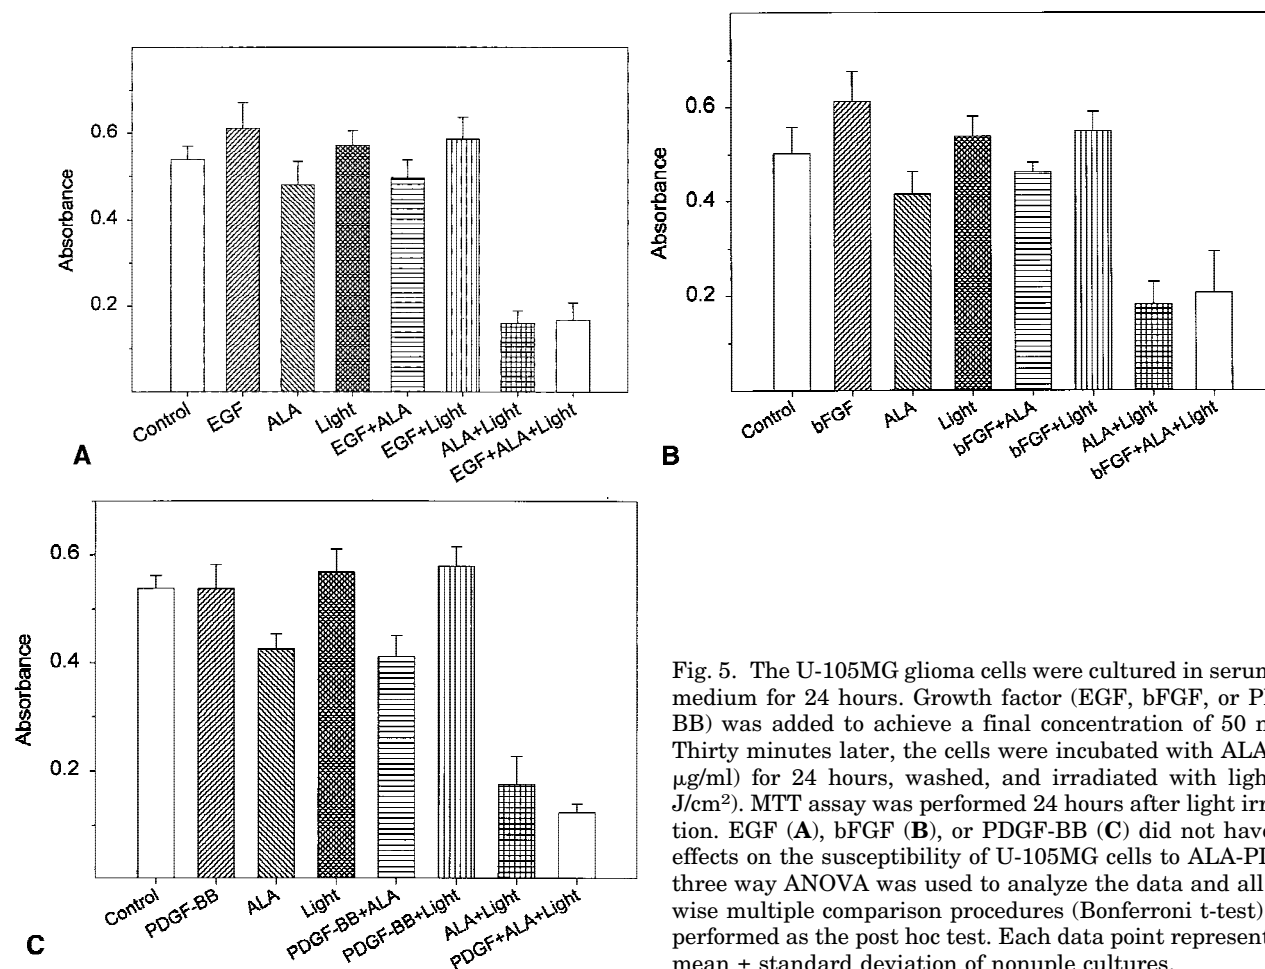 0.6
0.4
0.2
Absorbance
Control
EGF
ALA
Light
EGF+ALA
EGF+Light
ALA+Light
EGF+ALA+Light
A
0.6
0.4
0.2
Absorbance
Control
bFGF
ALA
Light
bFGF+ALA
bFGF+Light
ALA+Light
bFGF+ALA+Light
B
0.6
0.4
0.2
Absorbance
Control
PDGF-BB
ALA
Light
PDGF-BB+ALA
PDGF-BB+Light
ALA+Light
PDGF+ALA+Light
C
Fig. 5. The U-105MG glioma cells were cultured in serum
medium for 24 hours. Growth factor (EGF, bFGF, or
BB) was added to achieve a final concentration of 50
Thirty minutes later, the cells were incubated with ALA
µg/ml) for 24 hours, washed, and irradiated with
J/cm²). MTT assay was performed 24 hours after light
tion. EGF (A), bFGF (B), or PDGF-BB (C) did not have
effects on the susceptibility of U-105MG cells to
three way ANOVA was used to analyze the data and all
wise multiple comparison procedures (Bonferroni t-test)
performed as the post hoc test. Each data point represent
mean ± standard deviation of nonuple cultures.